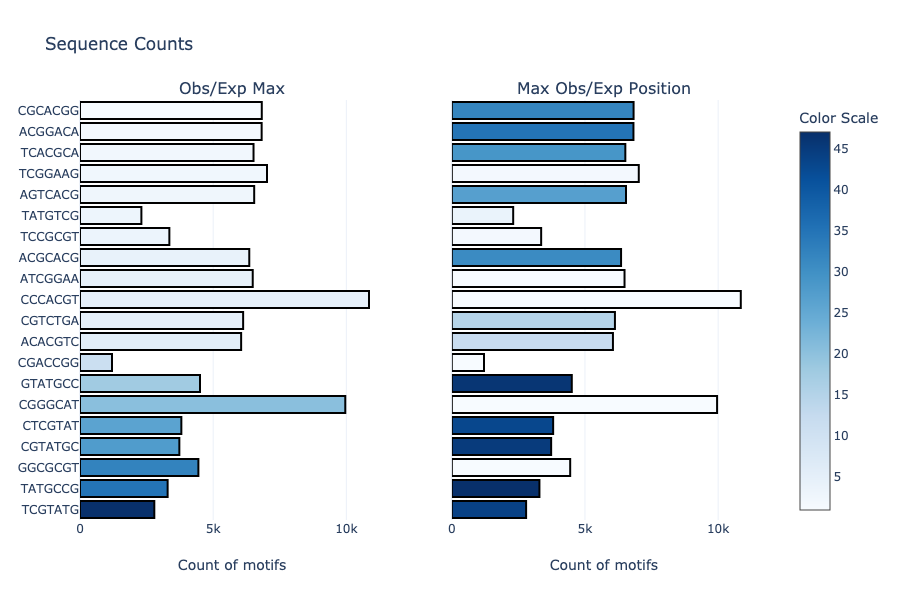 Sequence Counts
Obs/Exp Max
Max Obs/Exp Position
Color Scale
CGCACGG
ACGGACA
TCACGCA
TCGGAAG
AGTCACG
TATGTCG
TCCGCGT
ACGCACG
ATCGGAA
CCCACGT
CGTCTGA
ACACGTC
CGACCGG
GTATGCC
CGGGCAT
CTCGTAT
CGTATGC
GGCGCGT
TATGCCG
TCGTATG
0 5k 10k
0 5k 10k
Count of motifs
Count of motifs
45
40
35
30
25
20
15
10
5